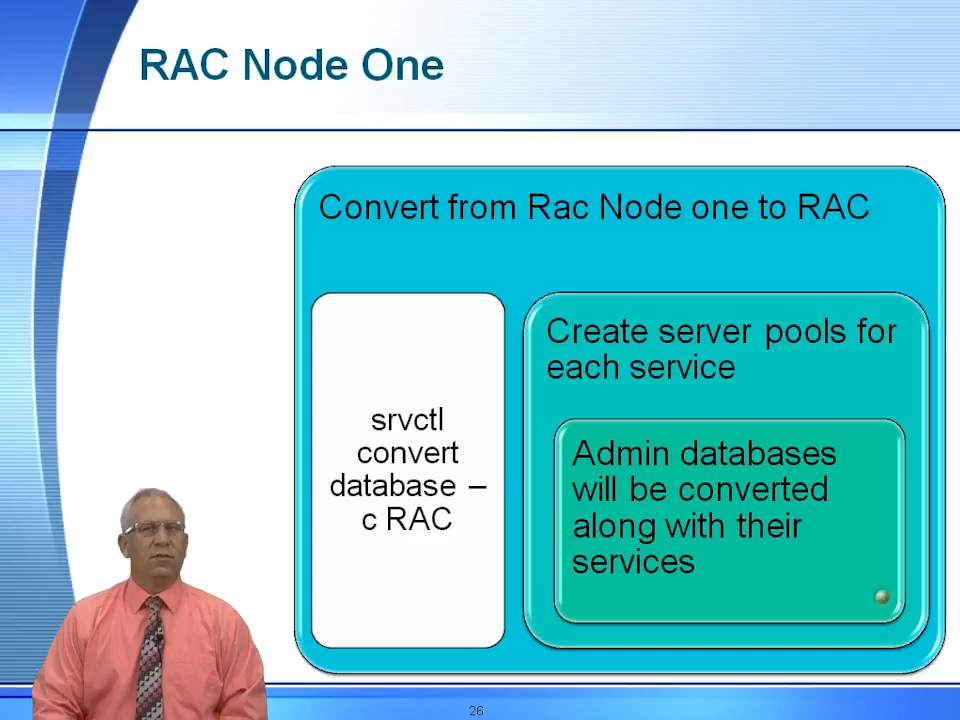 RAC Node One
Convert from Rac Node one to RAC
srvctl
convert
database –
c RAC
Create server pools for
each service
Admin databases
will be converted
along with their
services
26